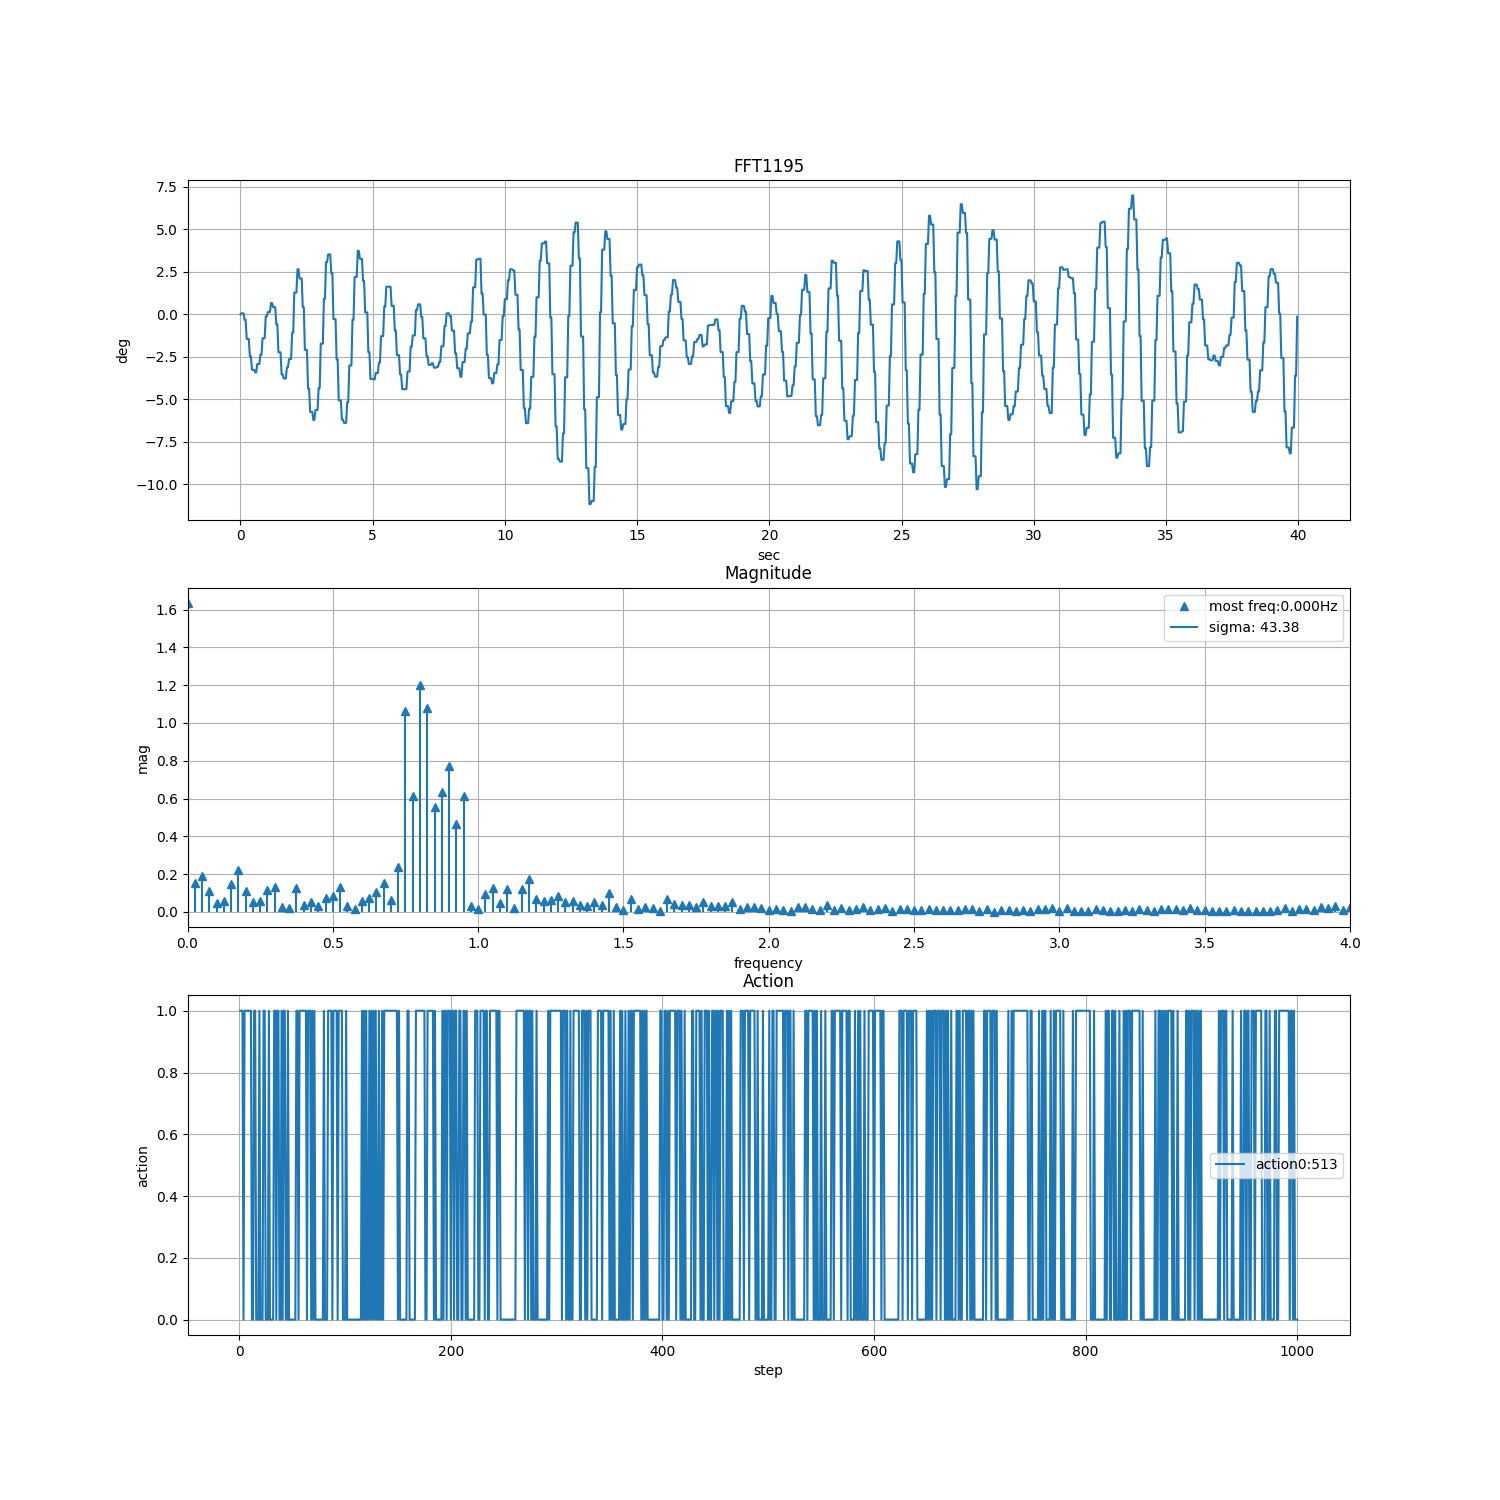 FFT1195
7.5
5.0
2.5
0.0
−2.5
−5.0
−7.5
−10.0
deg
0 5 10 15 20 25 30 35 40
sec
Magnitude
1.6
1.4
1.2
1.0
0.8
0.6
0.4
0.2
0.0
mag
most freq:0.000Hz
sigma: 43.38
0.0 0.5 1.0 1.5 2.0 2.5 3.0 3.5 4.0
frequency
Action
1.0
0.8
0.6
0.4
0.2
0.0
action
action0:513
0 200 400 600 800 1000
step